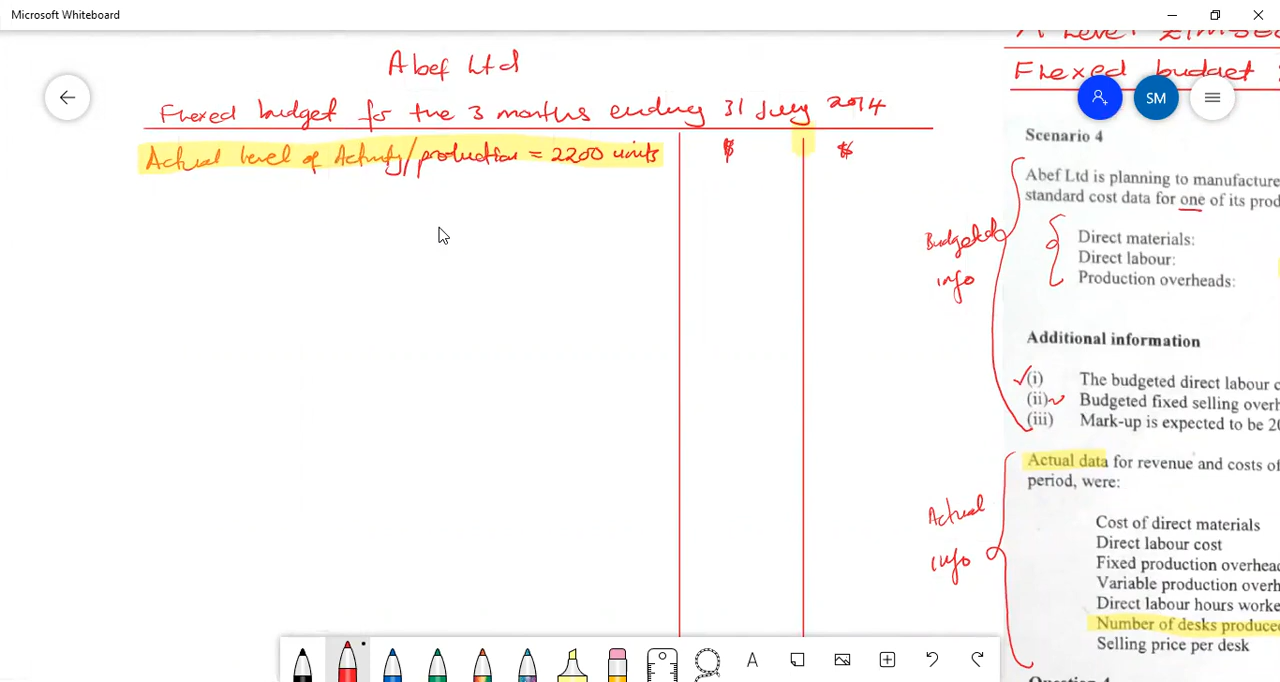 Microsoft Whiteboard
Abef Ltd
Flexed budget for the 3 months ending 31 July 2014
Actual level of Activity/production = 2200 units $ $
A Level
Flexed budget
SM
Scenario 4
Abef Ltd is planning to manufacture
standard cost data for one of its prod
Budgeted
info
Direct materials:
Direct labour:
Production overheads:
Additional information
(i) The budgeted direct labour c
(ii) Budgeted fixed selling overh
(iii) Mark-up is expected to be 20
Actual data for revenue and costs of
period, were:
Actual
info
Cost of direct materials
Direct labour cost
Fixed production overhea
Variable production overh
Direct labour hours worke
Number of desks produced
Selling price per desk
A